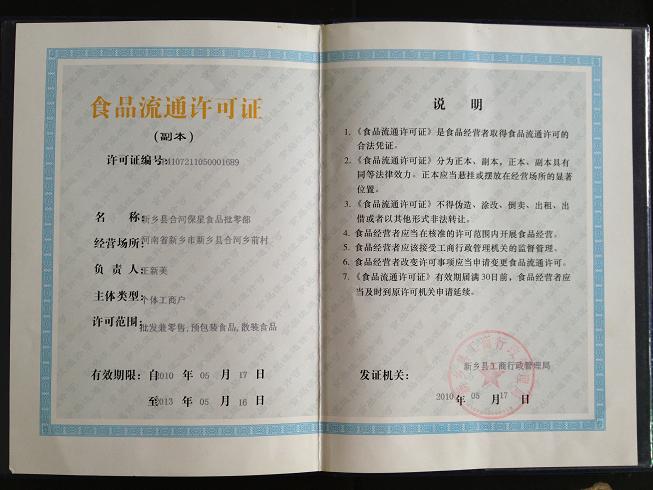 食品流通许可证
(副本)
许可证编号:4107211050001689
名 称:新乡县合河保星食品批零部
经营场所:河南省新乡市新乡县合河乡前村
负 责 人:王新美
主体类型:个体工商户
许可范围:批发兼零售,预包装食品,散装食品
有效期限: 自2010 年 05 月 17 日
至2013 年 05 月 16 日
说 明
1. 《食品流通许可证》是食品经营者取得食品流通许可的
合法凭证。
2. 《食品流通许可证》分为正本、副本,正本、副本具有
同等法律效力。正本应当悬挂或摆放在经营场所的显著
位置。
3. 《食品流通许可证》不得伪造、涂改、倒卖、出租、出
借或者以其他形式非法转让。
4. 食品经营者应当在核准的许可范围内开展食品经营。
5. 食品经营者应该接受工商行政管理机关的监督管理。
6. 食品经营者改变许可事项应当申请变更食品流通许可。
7. 《食品流通许可证》有效期届满30日前,食品经营者应
当及时到原许可机关申请延续。
发证机关: 新乡县工商行政管理局
2010 年 05 月 17 日